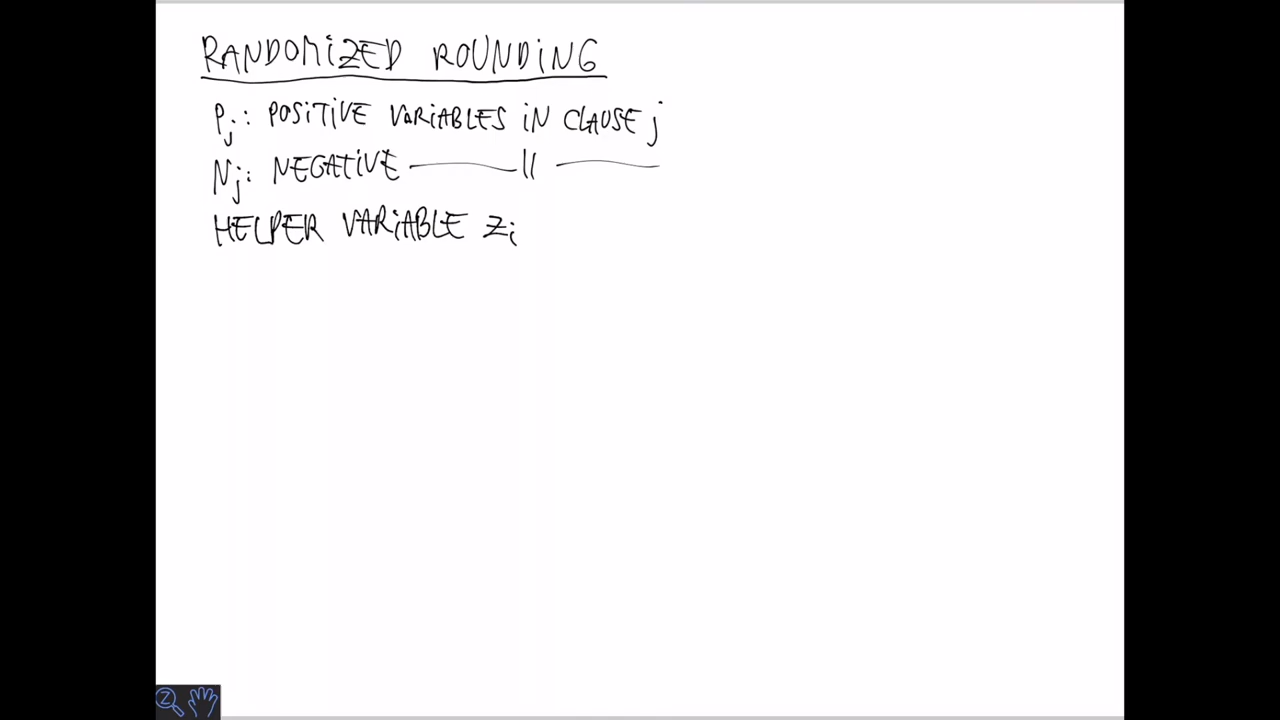 RANDOMIZED ROUNDING
Pj: POSITIVE VARIABLES IN CLAUSE j
Nj: NEGATIVE —— 11 ——
HELPER VARIABLE Zi
Z